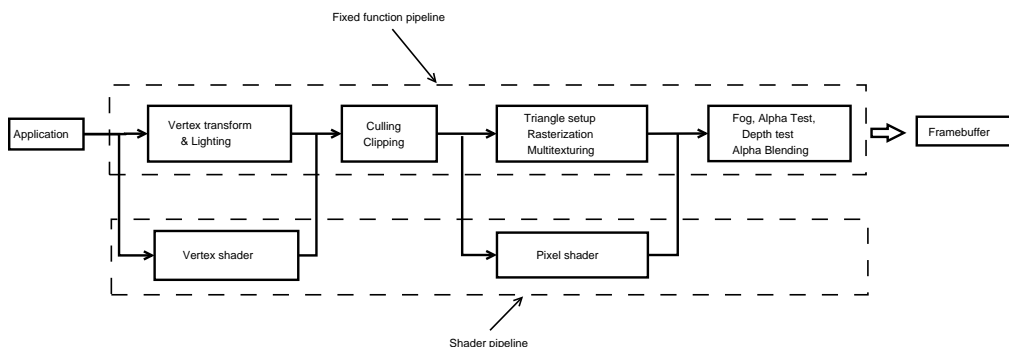 Fixed function pipeline
Application
Vertex transform
& Lighting
Culling
Clipping
Triangle setup
Rasterization
Multitexturing
Fog, Alpha Test,
Depth test
Alpha Blending
Framebuffer
Vertex shader
Pixel shader
Shader pipeline